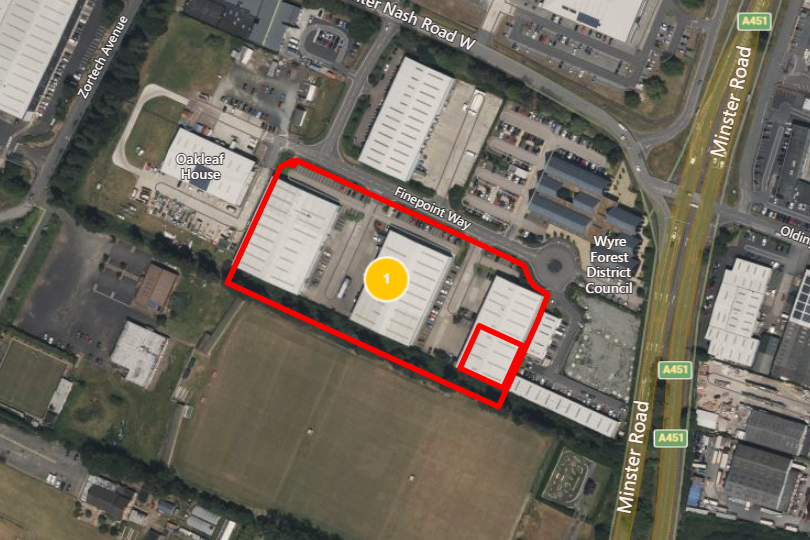 A451
ter Nash Road W
Zortech Avenue
Minster Road
Oakleaf
House
Finepoint Way
Oldin
Wyre
Forest
District
Council
1
A451
A451
Minster Road